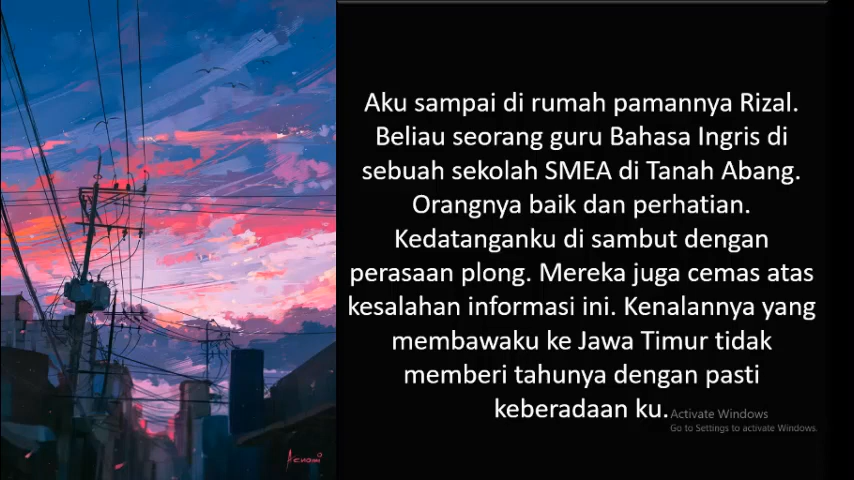 Aku sampai di rumah pamannya Rizal.
Beliau seorang guru Bahasa Ingris di
sebuah sekolah SMEA di Tanah Abang.
Orangnya baik dan perhatian.
Kedatanganku di sambut dengan
perasaan plong. Mereka juga cemas atas
kesalahan informasi ini. Kenalannya yang
membawaku ke Jawa Timur tidak
memberi tahunya dengan pasti
keberadaan ku.
Activate Windows
Go to Settings to activate Windows.
Aenami